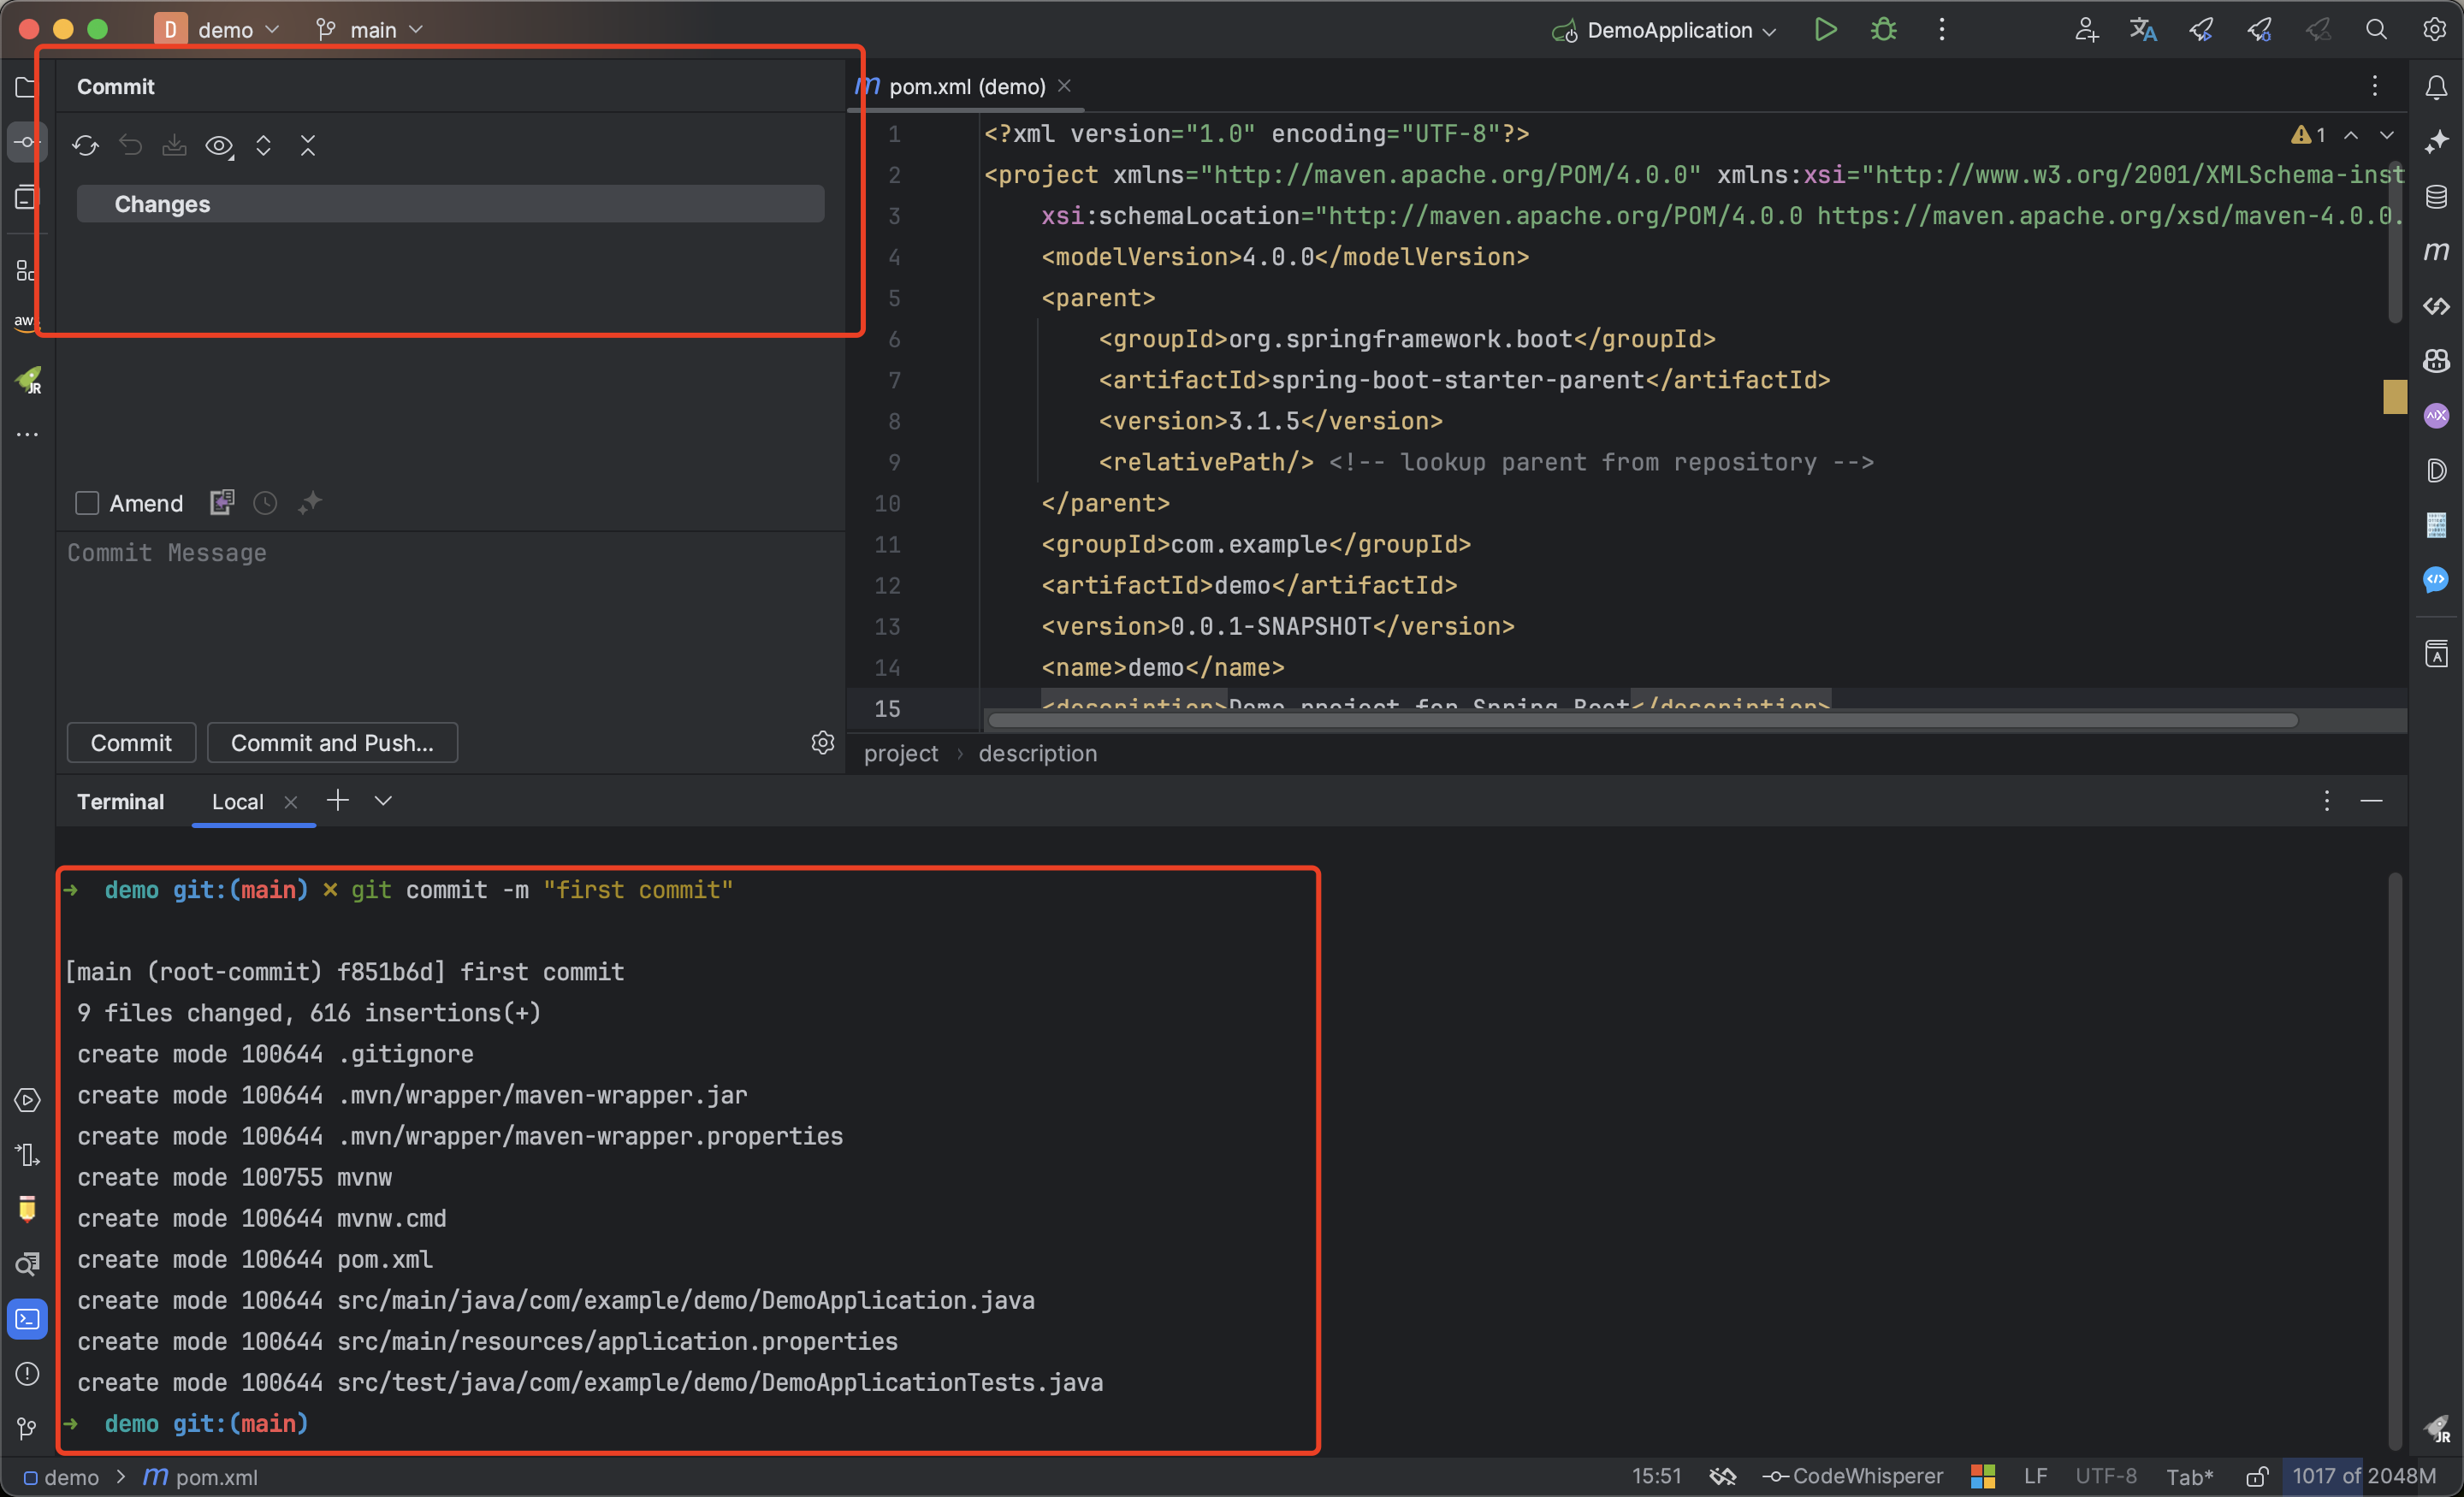 D demo main DemoApplication
Commit
Changes
aws
JR
Amend
Commit Message
Commit Commit and Push...
pom.xml (demo)
1 <?xml version="1.0" encoding="UTF-8"?>
2 <project xmlns="http://maven.apache.org/POM/4.0.0" xmlns:xsi="http://www.w3.org/2001/XMLSchema-inst
3 xsi:schemaLocation="http://maven.apache.org/POM/4.0.0 https://maven.apache.org/xsd/maven-4.0.0.
4 <modelVersion>4.0.0</modelVersion>
5 <parent>
6 <groupId>org.springframework.boot</groupId>
7 <artifactId>spring-boot-starter-parent</artifactId>
8 <version>3.1.5</version>
9 <relativePath/> <!-- lookup parent from repository -->
10 </parent>
11 <groupId>com.example</groupId>
12 <artifactId>demo</artifactId>
13 <version>0.0.1-SNAPSHOT</version>
14 <name>demo</name>
15 <description>Demo project for Spring Boot</description>
1
project › description
Terminal Local
→ demo git:(main) × git commit -m "first commit"
[main (root-commit) f851b6d] first commit
9 files changed, 616 insertions(+)
create mode 100644 .gitignore
create mode 100644 .mvn/wrapper/maven-wrapper.jar
create mode 100644 .mvn/wrapper/maven-wrapper.properties
create mode 100755 mvnw
create mode 100644 mvnw.cmd
create mode 100644 pom.xml
create mode 100644 src/main/java/com/example/demo/DemoApplication.java
create mode 100644 src/main/resources/application.properties
create mode 100644 src/test/java/com/example/demo/DemoApplicationTests.java
→ demo git:(main)
JR
demo > m pom.xml 15:51 CodeWhisperer LF UTF-8 Tab* 1017 of 2048M